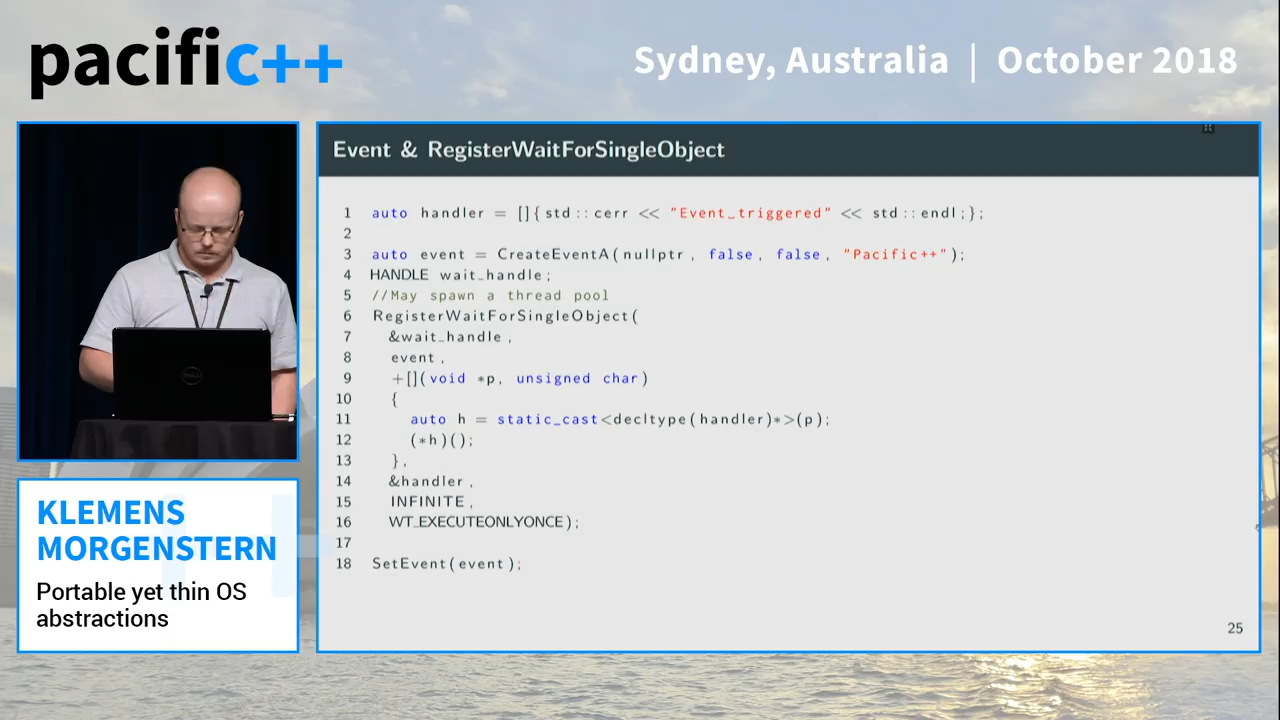 pacific++
Sydney, Australia | October 2018
Event & RegisterWaitForSingleObject
1 auto handler = []{ std::cerr << "Event_triggered" << std::endl;};
2
3 auto event = CreateEventA(nullptr, false, false, "Pacific++");
4 HANDLE wait_handle;
5 //May spawn a thread pool
6 RegisterWaitForSingleObject(
7 &wait_handle,
8 event,
9 +[](void *p, unsigned char)
10 {
11 auto h = static_cast<decltype(handler)*>(p);
12 (*h)();
13 },
14 &handler,
15 INFINITE,
16 WT_EXECUTEONLYONCE);
17
18 SetEvent(event);
25
DELL
KLEMENS
MORGENSTERN
Portable yet thin OS
abstractions